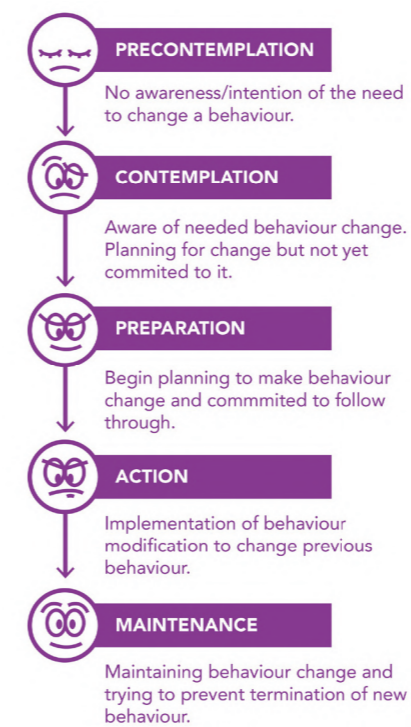 PRECONTEMPLATION
No awareness/intention of the need
to change a behaviour.
CONTEMPLATION
Aware of needed behaviour change.
Planning for change but not yet
commited to it.
PREPARATION
Begin planning to make behaviour
change and commmited to follow
through.
ACTION
Implementation of behaviour
modification to change previous
behaviour.
MAINTENANCE
Maintaining behaviour change and
trying to prevent termination of new
behaviour.